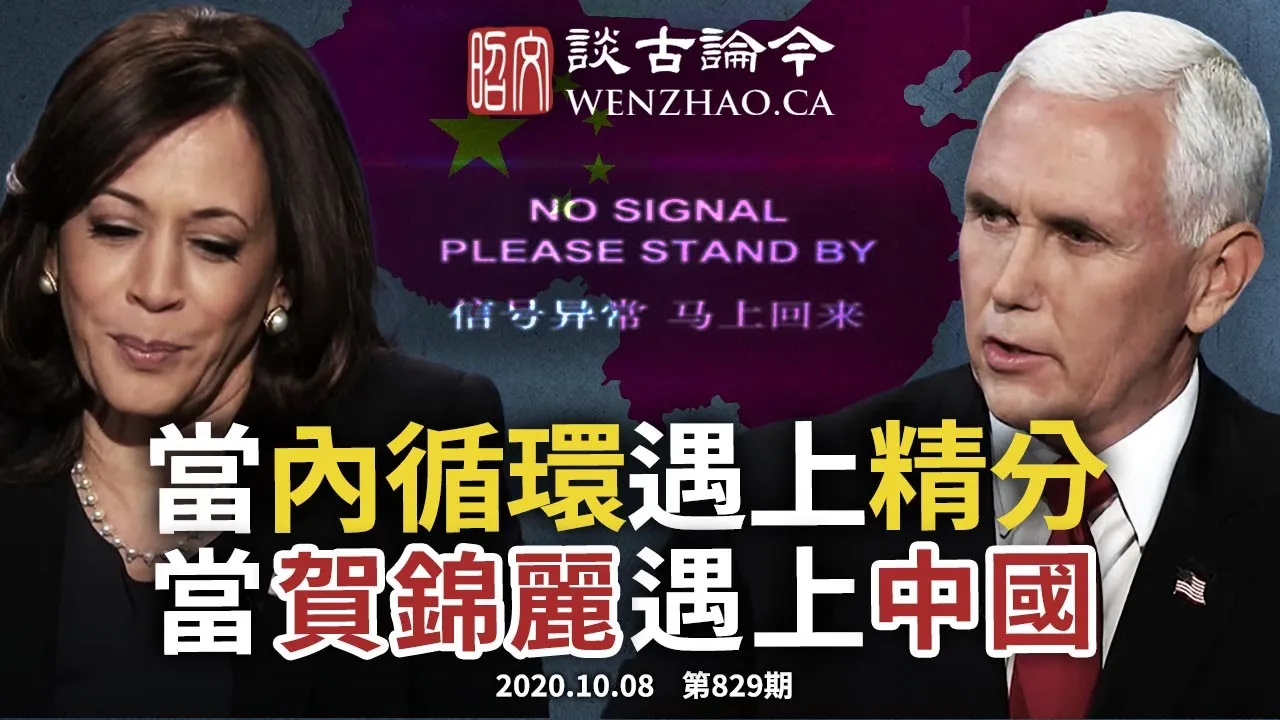 昭文 談古論今
WENZHAO.CA
NO SIGNAL
PLEASE STAND BY
信号异常 马上回来
當內循環遇上精分
當賀錦麗遇上中國
2020.10.08 第829期